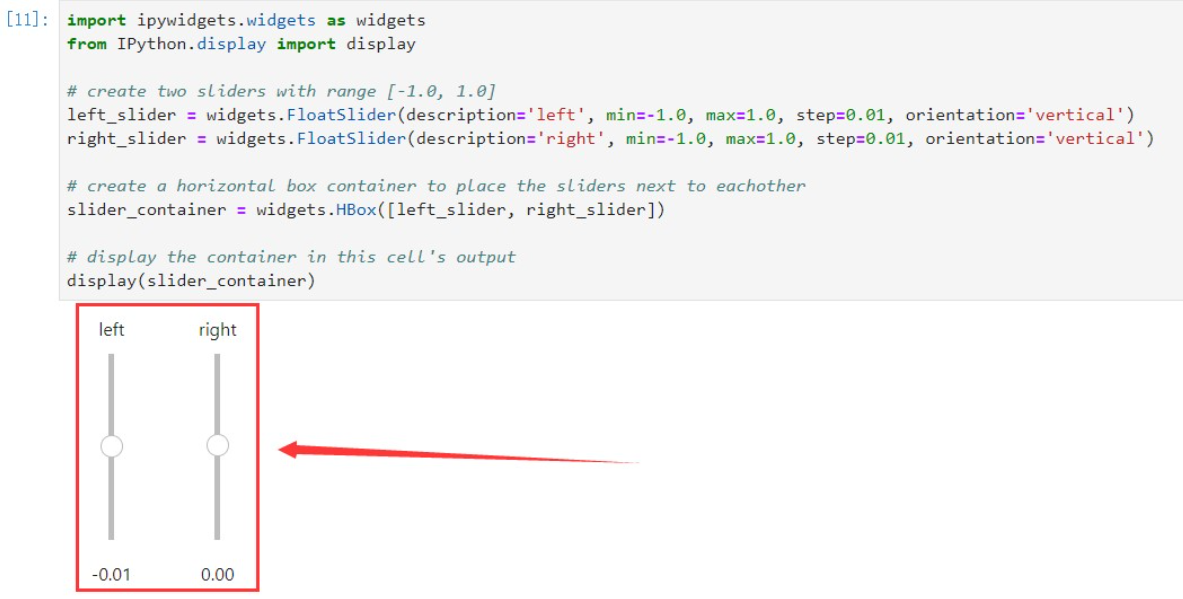 [11]: import ipywidgets.widgets as widgets
from IPython.display import display
# create two sliders with range [-1.0, 1.0]
left_slider = widgets.FloatSlider(description='left', min=-1.0, max=1.0, step=0.01, orientation='vertical')
right_slider = widgets.FloatSlider(description='right', min=-1.0, max=1.0, step=0.01, orientation='vertical')
# create a horizontal box container to place the sliders next to eachother
slider_container = widgets.HBox([left_slider, right_slider])
# display the container in this cell's output
display(slider_container)
left right
-0.01 0.00